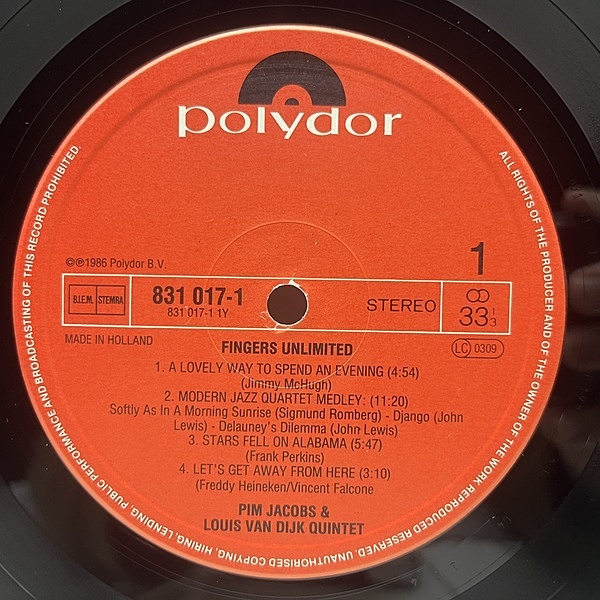 polydor
ALL RIGHTS OF THE PRODUCER AND OF THE OWNER OF THE WORK REPRODUCED RESERVED. UNAUTHORISED COPYING, HIRING, LENDING, PUBLIC PERFORMANCE AND BROADCASTING OF THIS RECORD PROHIBITED.
©℗1986 Polydor B.V.
1
B.I.E.M. STEMRA
831 017-1
831 017-1 1Y
STEREO
33 1/3
MADE IN HOLLAND
LC 0309
FINGERS UNLIMITED
1. A LOVELY WAY TO SPEND AN EVENING (4:54)
(Jimmy McHugh)
2. MODERN JAZZ QUARTET MEDLEY: (11:20)
Softly As In A Morning Sunrise (Sigmund Romberg) - Django (John
Lewis) - Delauney's Dilemma (John Lewis)
3. STARS FELL ON ALABAMA (5:47)
(Frank Perkins)
4. LET'S GET AWAY FROM HERE (3:10)
(Freddy Heineken/Vincent Falcone
PIM JACOBS &
LOUIS VAN DIJK QUINTET